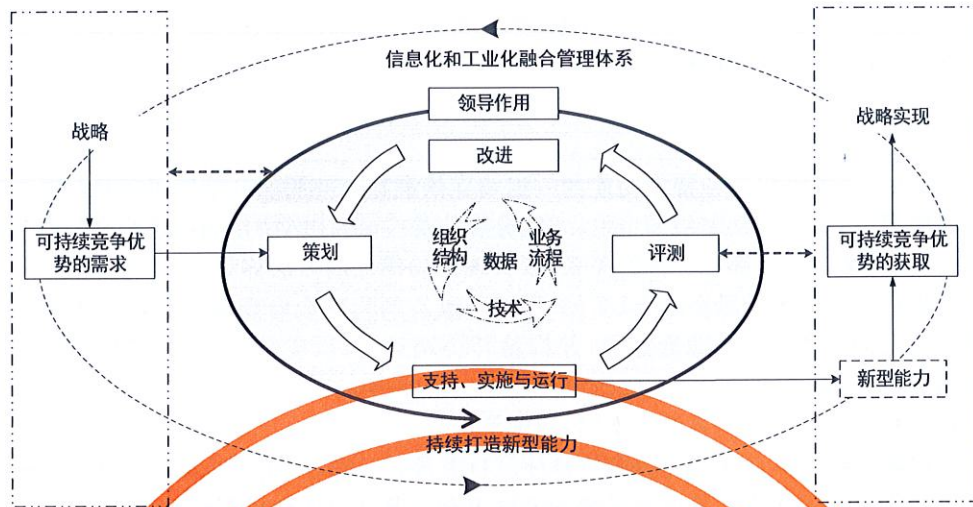 信息化和工业化融合管理体系
领导作用
战略
改进
战略实现
可持续竞争优
势的需求
策划
组织
结构
数据
业务
流程
技术
评测
可持续竞争优
势的获取
支持、实施与运行
新型能力
持续打造新型能力